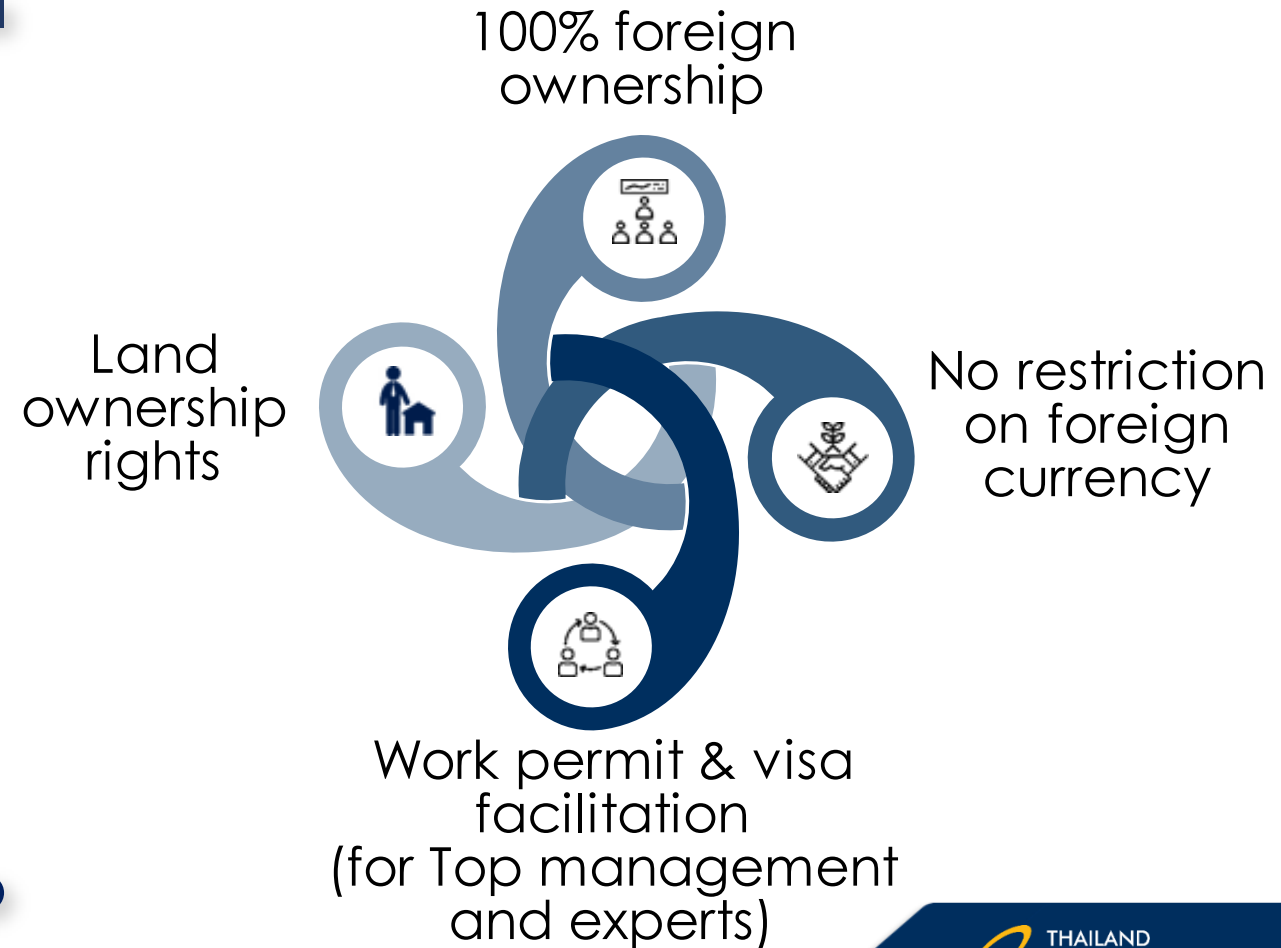 100% foreign
ownership
Land
ownership
rights
No restriction
on foreign
currency
Work permit & visa
facilitation
(for Top management
and experts)
THAILAND